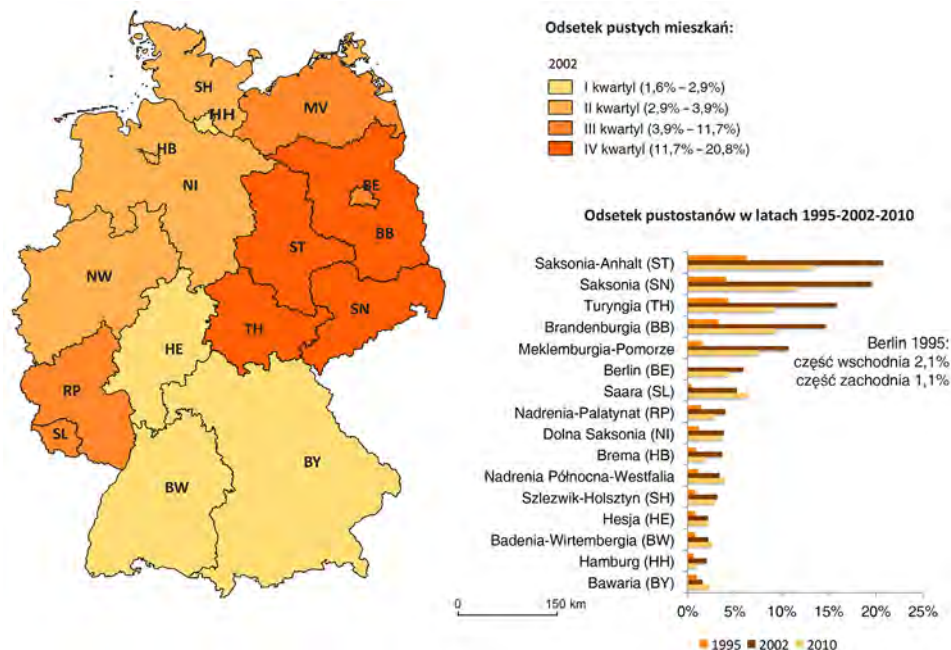 Odsetek pustych mieszkań:
2002
I kwartyl (1,6% – 2,9%)
II kwartyl (2,9% – 3,9%)
III kwartyl (3,9% – 11,7%)
IV kwartyl (11,7% – 20,8%)
SH
HH
MV
HB
NI
BE
BB
ST
NW
SN
TH
HE
RP
SL
BY
BW
0 150 km
Odsetek pustostanów w latach 1995-2002-2010
Saksonia-Anhalt (ST)
Saksonia (SN)
Turyngia (TH)
Brandenburgia (BB)
Meklemburgia-Pomorze
Berlin (BE)
Saara (SL)
Nadrenia-Palatynat (RP)
Dolna Saksonia (NI)
Brema (HB)
Nadrenia Północna-Westfalia
Szlezwik-Holsztyn (SH)
Hesja (HE)
Badenia-Wirtembergia (BW)
Hamburg (HH)
Bawaria (BY)
Berlin 1995:
część wschodnia 2,1%
część zachodnia 1,1%
0% 5% 10% 15% 20% 25%
1995 2002 2010